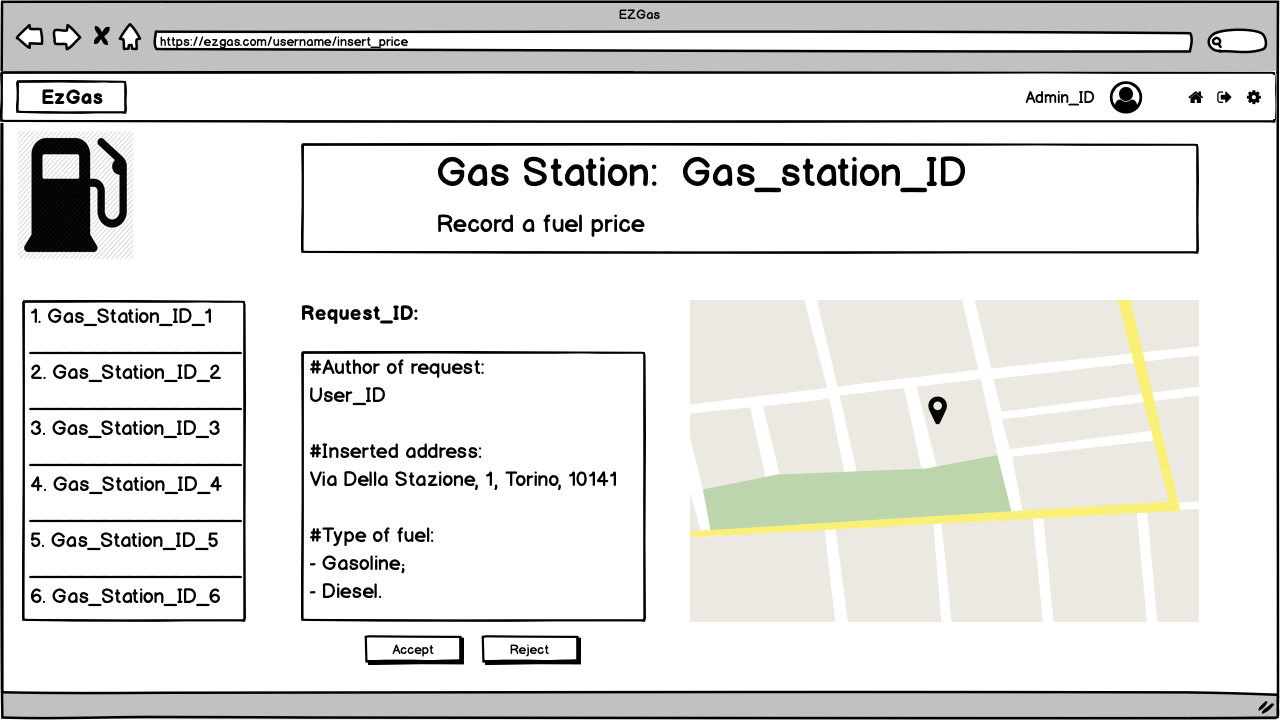 EZGas
https://ezgas.com/username/insert_price
EzGas
Admin_ID
Gas Station: Gas_station_ID
Record a fuel price
1. Gas_Station_ID_1
2. Gas_Station_ID_2
3. Gas_Station_ID_3
4. Gas_Station_ID_4
5. Gas_Station_ID_5
6. Gas_Station_ID_6
Request_ID:
#Author of request:
User_ID
#Inserted address:
Via Della Stazione, 1, Torino, 10141
#Type of fuel:
- Gasoline;
- Diesel.
Accept
Reject